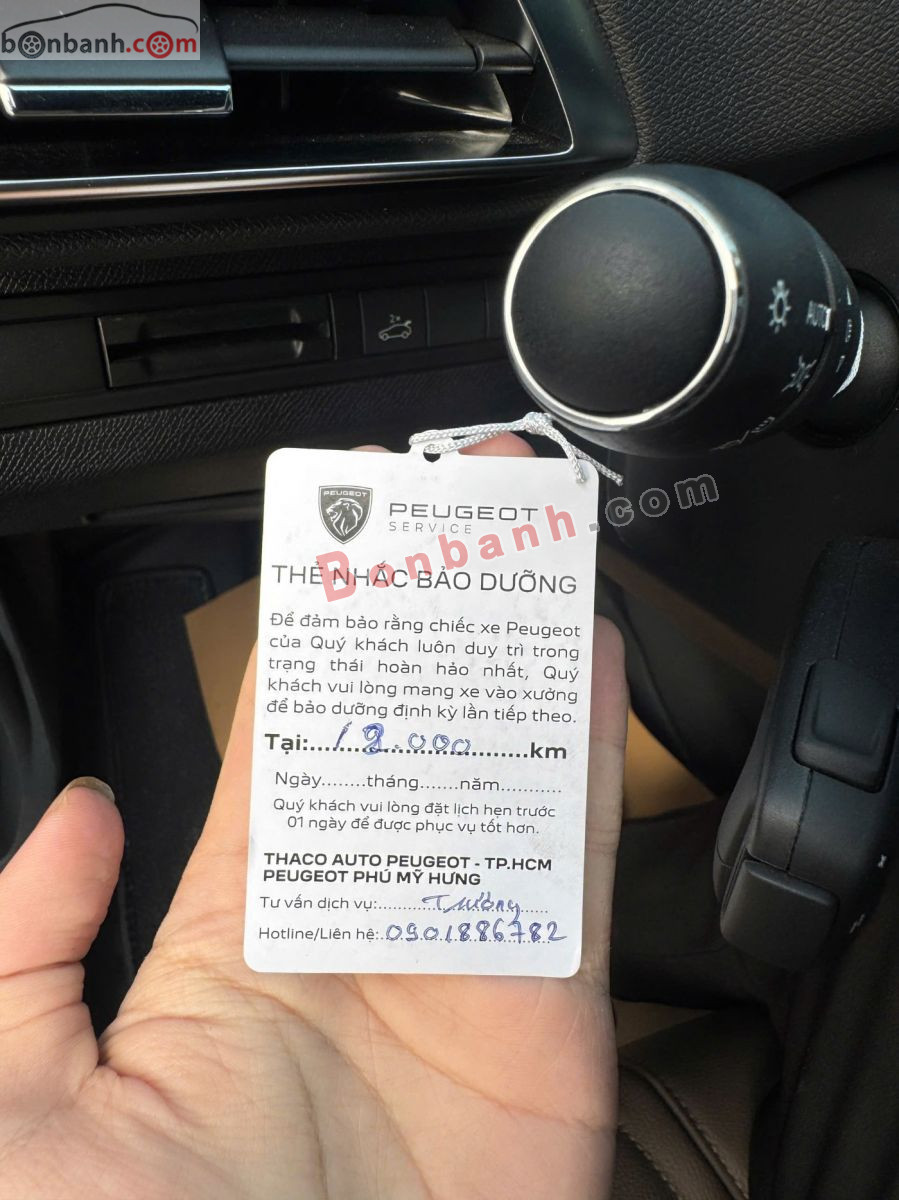 bonbanh.com
AUTO
PEUGEOT
PEUGEOT
SERVICE
Bonbanh.com
THẺ NHẮC BẢO DƯỠNG
Để đảm bảo rằng chiếc xe Peugeot
của Quý khách luôn duy trì trong
trạng thái hoàn hảo nhất, Quý
khách vui lòng mang xe vào xưởng
để bảo dưỡng định kỳ lần tiếp theo.
Tại:.....19.000.....km
Ngày........tháng.......năm...........
Quý khách vui lòng đặt lịch hẹn trước
01 ngày để được phục vụ tốt hơn.
THACO AUTO PEUGEOT - TP.HCM
PEUGEOT PHÚ MỸ HƯNG
Tư vấn dịch vụ:........Tường......
Hotline/Liên hệ:.0901886782